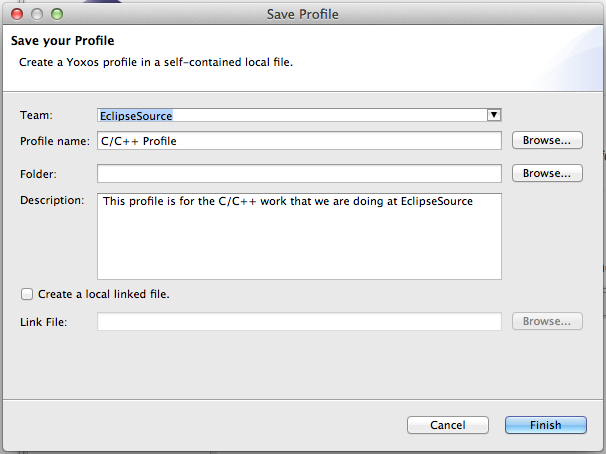 Save Profile
Save your Profile
Create a Yoxos profile in a self-contained local file.
Team: EclipseSource
Profile name: C/C++ Profile Browse...
Folder: Browse...
Description: This profile is for the C/C++ work that we are doing at EclipseSource
Create a local linked file.
Link File: Browse...
Cancel Finish